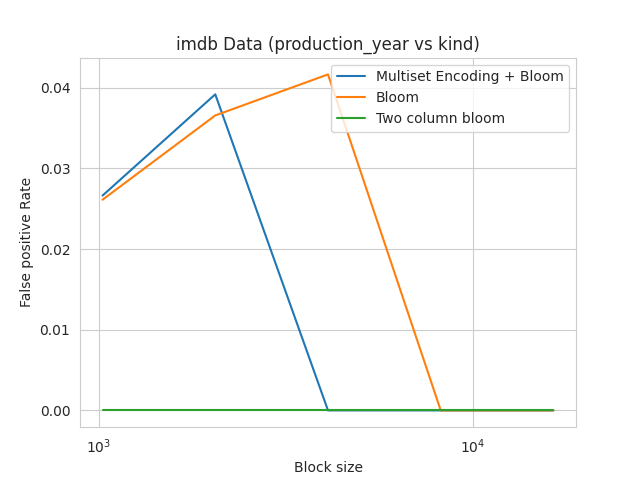 imdb Data (production_year vs kind)
Multiset Encoding + Bloom
Bloom
Two column bloom
False positive Rate
0.04
0.03
0.02
0.01
0.00
10³
10⁴
Block size